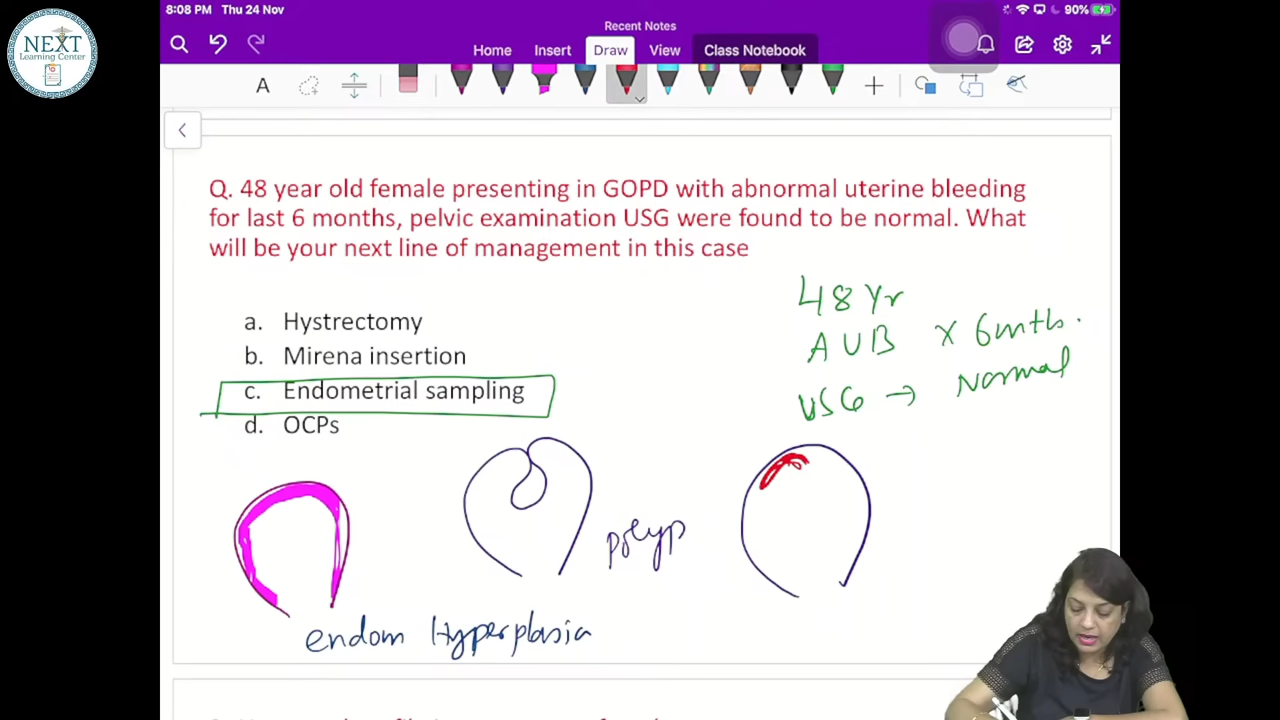 8:08 PM Thu 24 Nov
90%
Recent Notes
Home Insert Draw View Class Notebook
NEXT
Learning Center
A
Q. 48 year old female presenting in GOPD with abnormal uterine bleeding
for last 6 months, pelvic examination USG were found to be normal. What
will be your next line of management in this case
a. Hystrectomy
b. Mirena insertion
c. Endometrial sampling
d. OCPs
48 Yr
AUB x 6mths.
USG → Normal
polyp
endom Hyperplasia